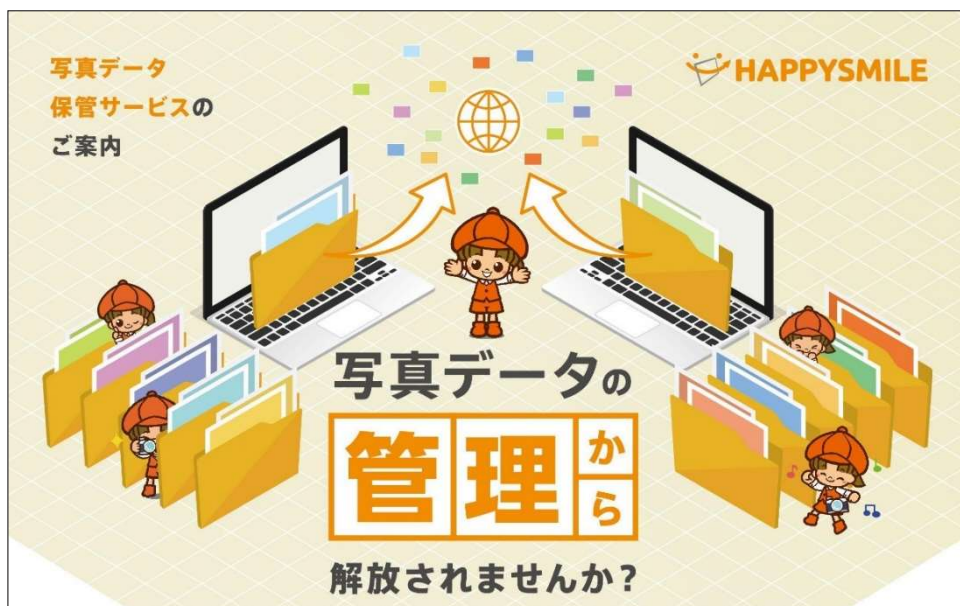 写真データ
保管サービスの
ご案内
HAPPYSMILE
写真データの
管理から
解放されませんか?